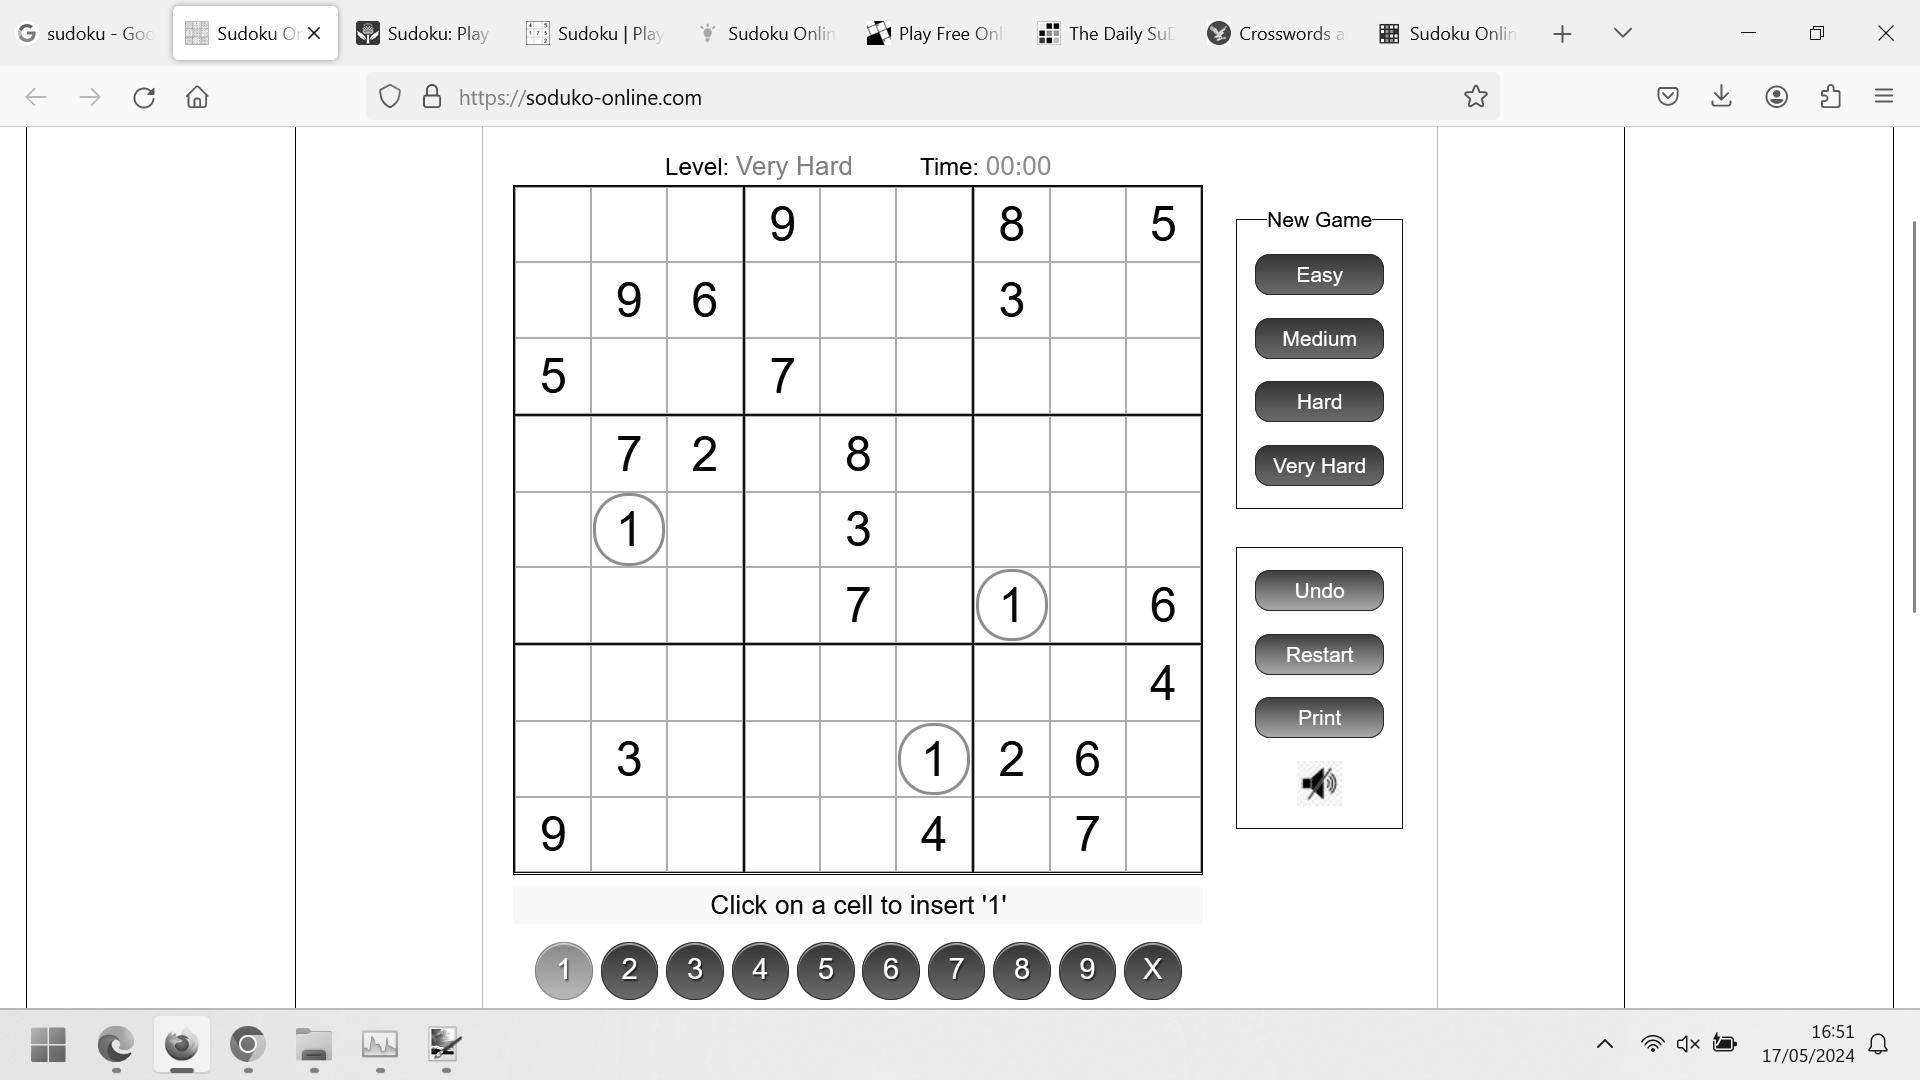 sudoku - Goo
Sudoku On
Sudoku: Play
Sudoku | Play
Sudoku Onlin
Play Free Onli
The Daily SuD
Crosswords a
Sudoku Onlin
https://soduko-online.com
Level: Very Hard Time: 00:00
9 8 5
9 6 3
5 7
7 2 8
1 3
7 1 6
4
3 1 2 6
9 4 7
New Game
Easy
Medium
Hard
Very Hard
Undo
Restart
Print
Click on a cell to insert '1'
1 2 3 4 5 6 7 8 9 X
16:51
17/05/2024